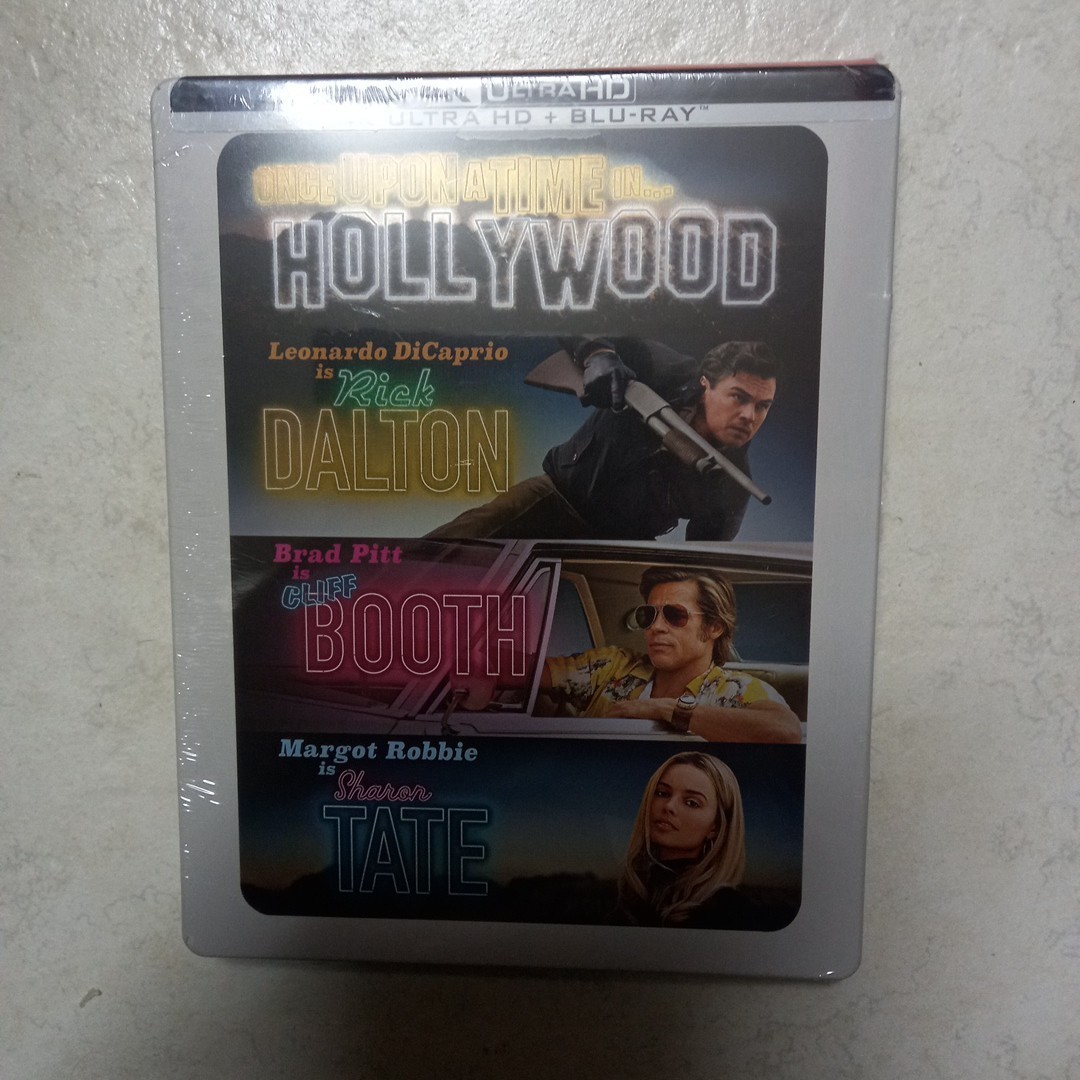 ULTRA HD
ULTRA HD + BLU-RAY™
ONCE UPON A TIME IN...
HOLLYWOOD
Leonardo DiCaprio
is Rick
DALTON
Brad Pitt
is
CLIFF
BOOTH
Margot Robbie
is Sharon
TATE